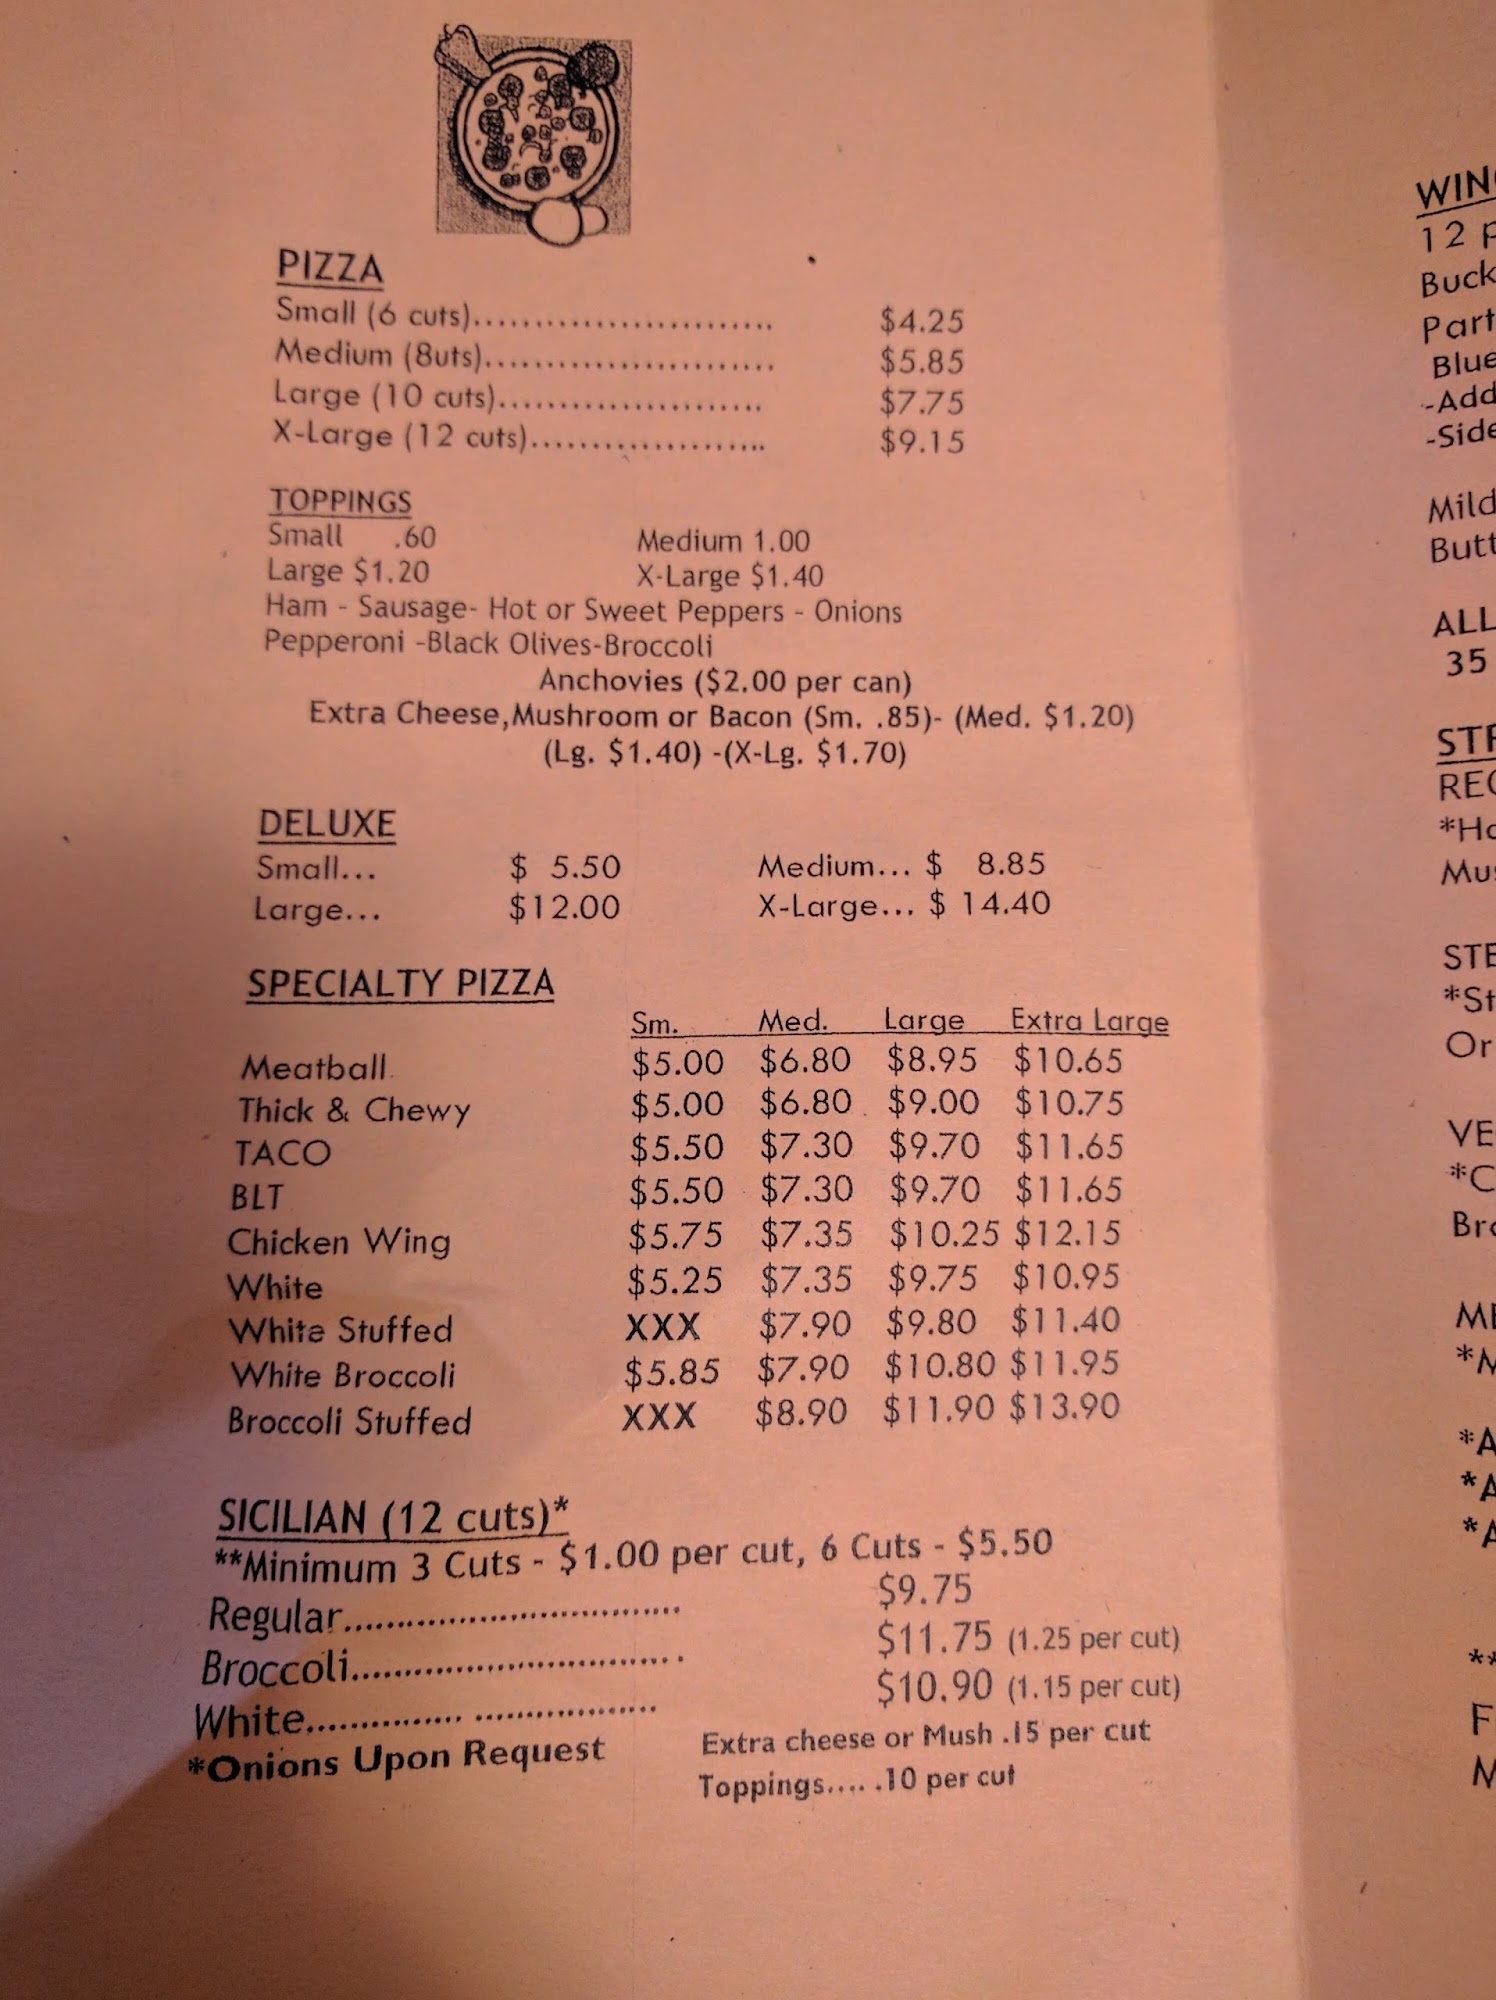 PIZZA
Small (6 cuts)............................ $4.25
Medium (8uts)........................... $5.85
Large (10 cuts)......................... $7.75
X-Large (12 cuts)...................... $9.15
TOPPINGS
Small .60 Medium 1.00
Large $1.20 X-Large $1.40
Ham - Sausage- Hot or Sweet Peppers - Onions
Pepperoni -Black Olives-Broccoli
Anchovies ($2.00 per can)
Extra Cheese,Mushroom or Bacon (Sm. .85)- (Med. $1.20)
(Lg. $1.40) -(X-Lg. $1.70)
DELUXE
Small... $ 5.50 Medium... $ 8.85
Large... $12.00 X-Large... $ 14.40
SPECIALTY PIZZA
Sm. Med. Large Extra Large
Meatball $5.00 $6.80 $8.95 $10.65
Thick & Chewy $5.00 $6.80 $9.00 $10.75
TACO $5.50 $7.30 $9.70 $11.65
BLT $5.50 $7.30 $9.70 $11.65
Chicken Wing $5.75 $7.35 $10.25 $12.15
White $5.25 $7.35 $9.75 $10.95
White Stuffed XXX $7.90 $9.80 $11.40
White Broccoli $5.85 $7.90 $10.80 $11.95
Broccoli Stuffed XXX $8.90 $11.90 $13.90
SICILIAN (12 cuts)*
**Minimum 3 Cuts - $1.00 per cut, 6 Cuts - $5.50
Regular.................................. $9.75
Broccoli.................................. $11.75 (1.25 per cut)
White............... .................. $10.90 (1.15 per cut)
*Onions Upon Request
Extra cheese or Mush .15 per cut
Toppings.... .10 per cut
12
Buck
Part
Blue
-Add
-Side
Mild
Butt
ALL
35
*St
Or